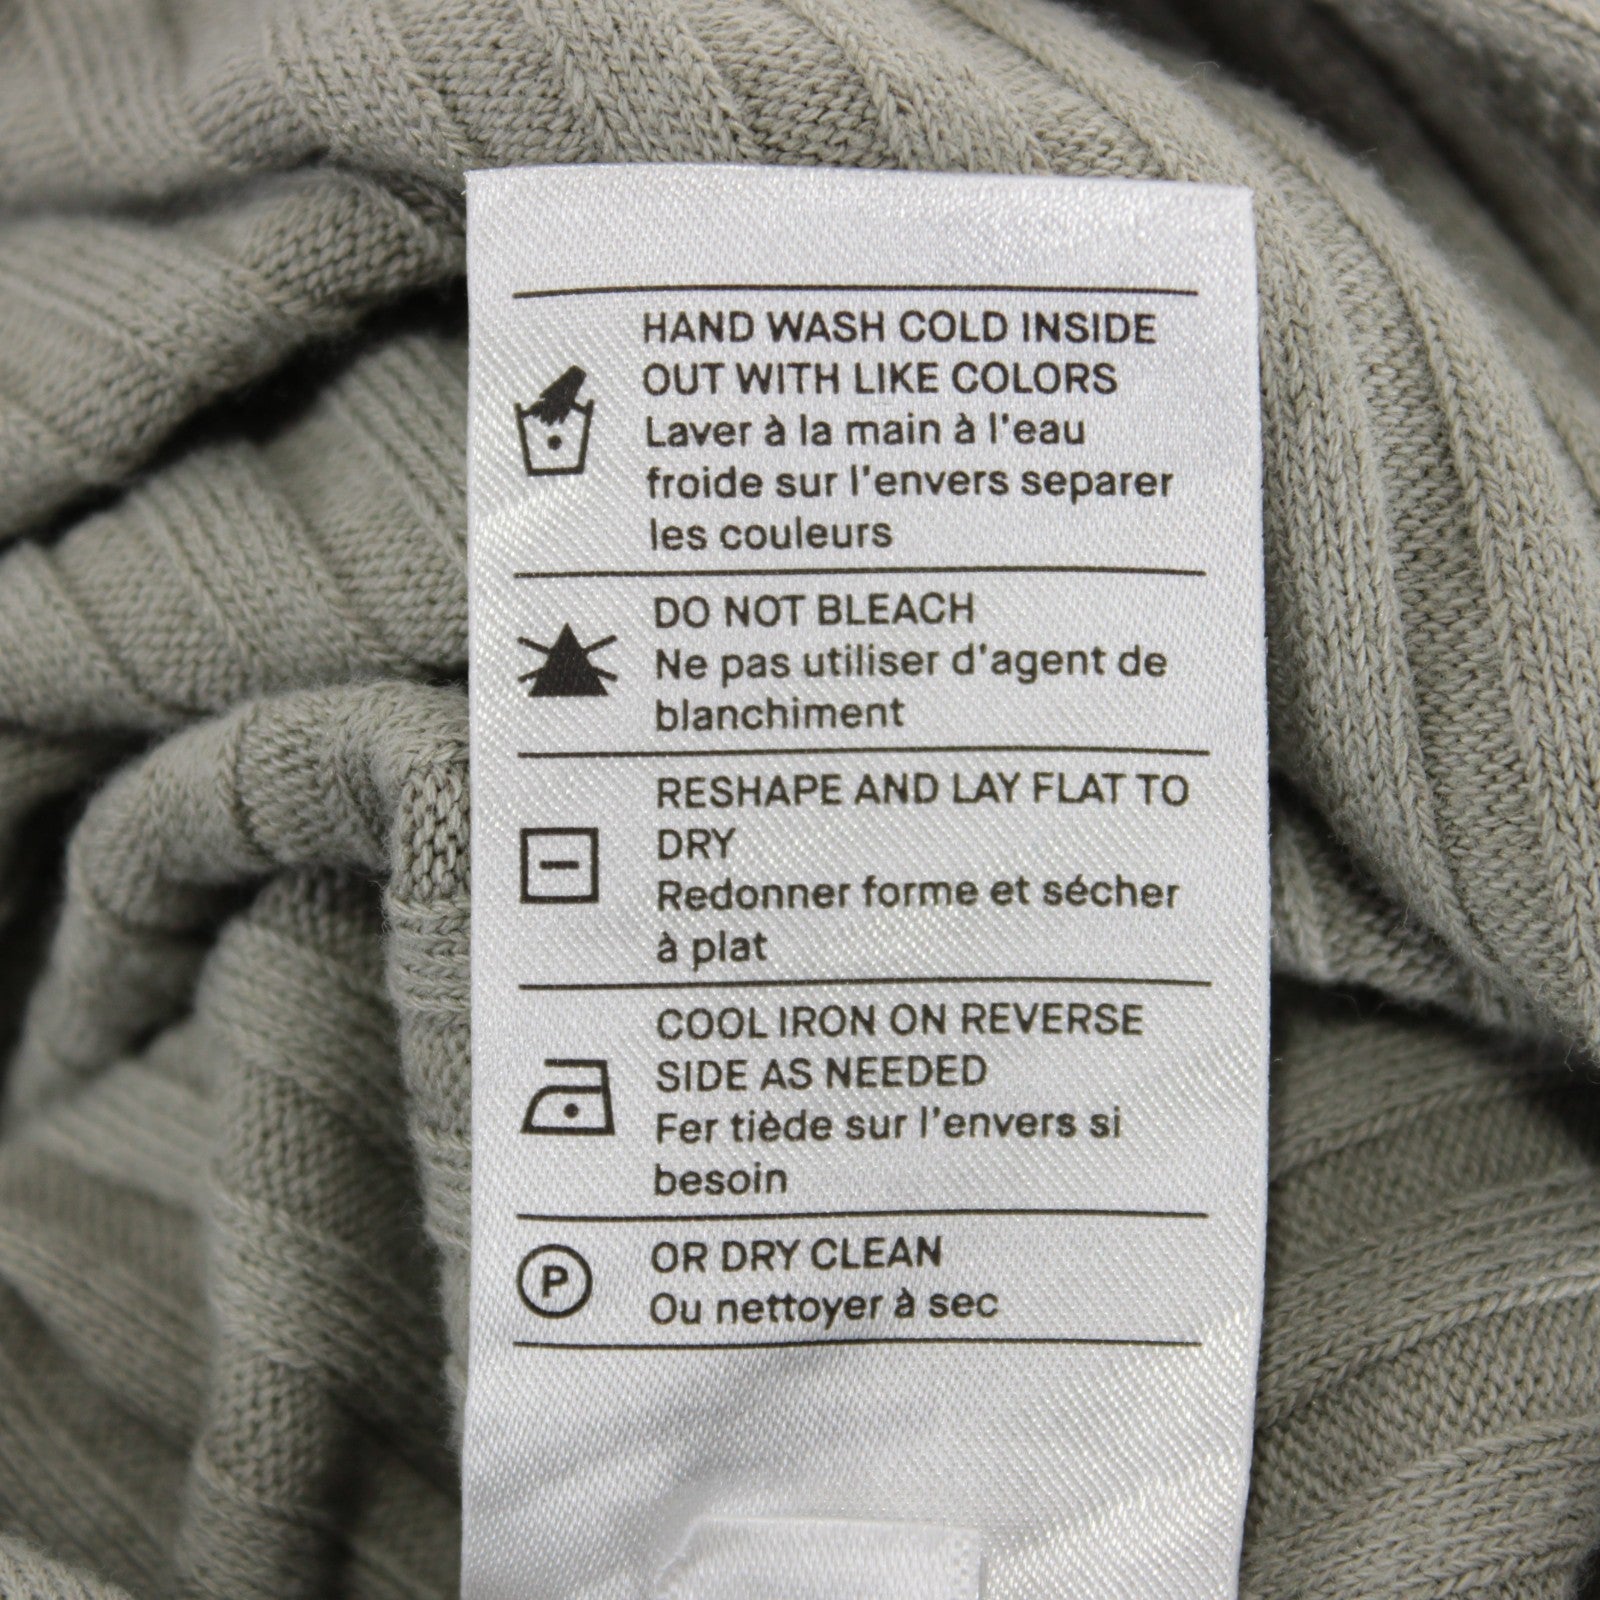 HAND WASH COLD INSIDE
OUT WITH LIKE COLORS
Laver à la main à l'eau
froide sur l'envers separer
les couleurs
DO NOT BLEACH
Ne pas utiliser d'agent de
blanchiment
RESHAPE AND LAY FLAT TO
DRY
Redonner forme et sécher
à plat
COOL IRON ON REVERSE
SIDE AS NEEDED
Fer tiède sur l'envers si
besoin
P
OR DRY CLEAN
Ou nettoyer à sec